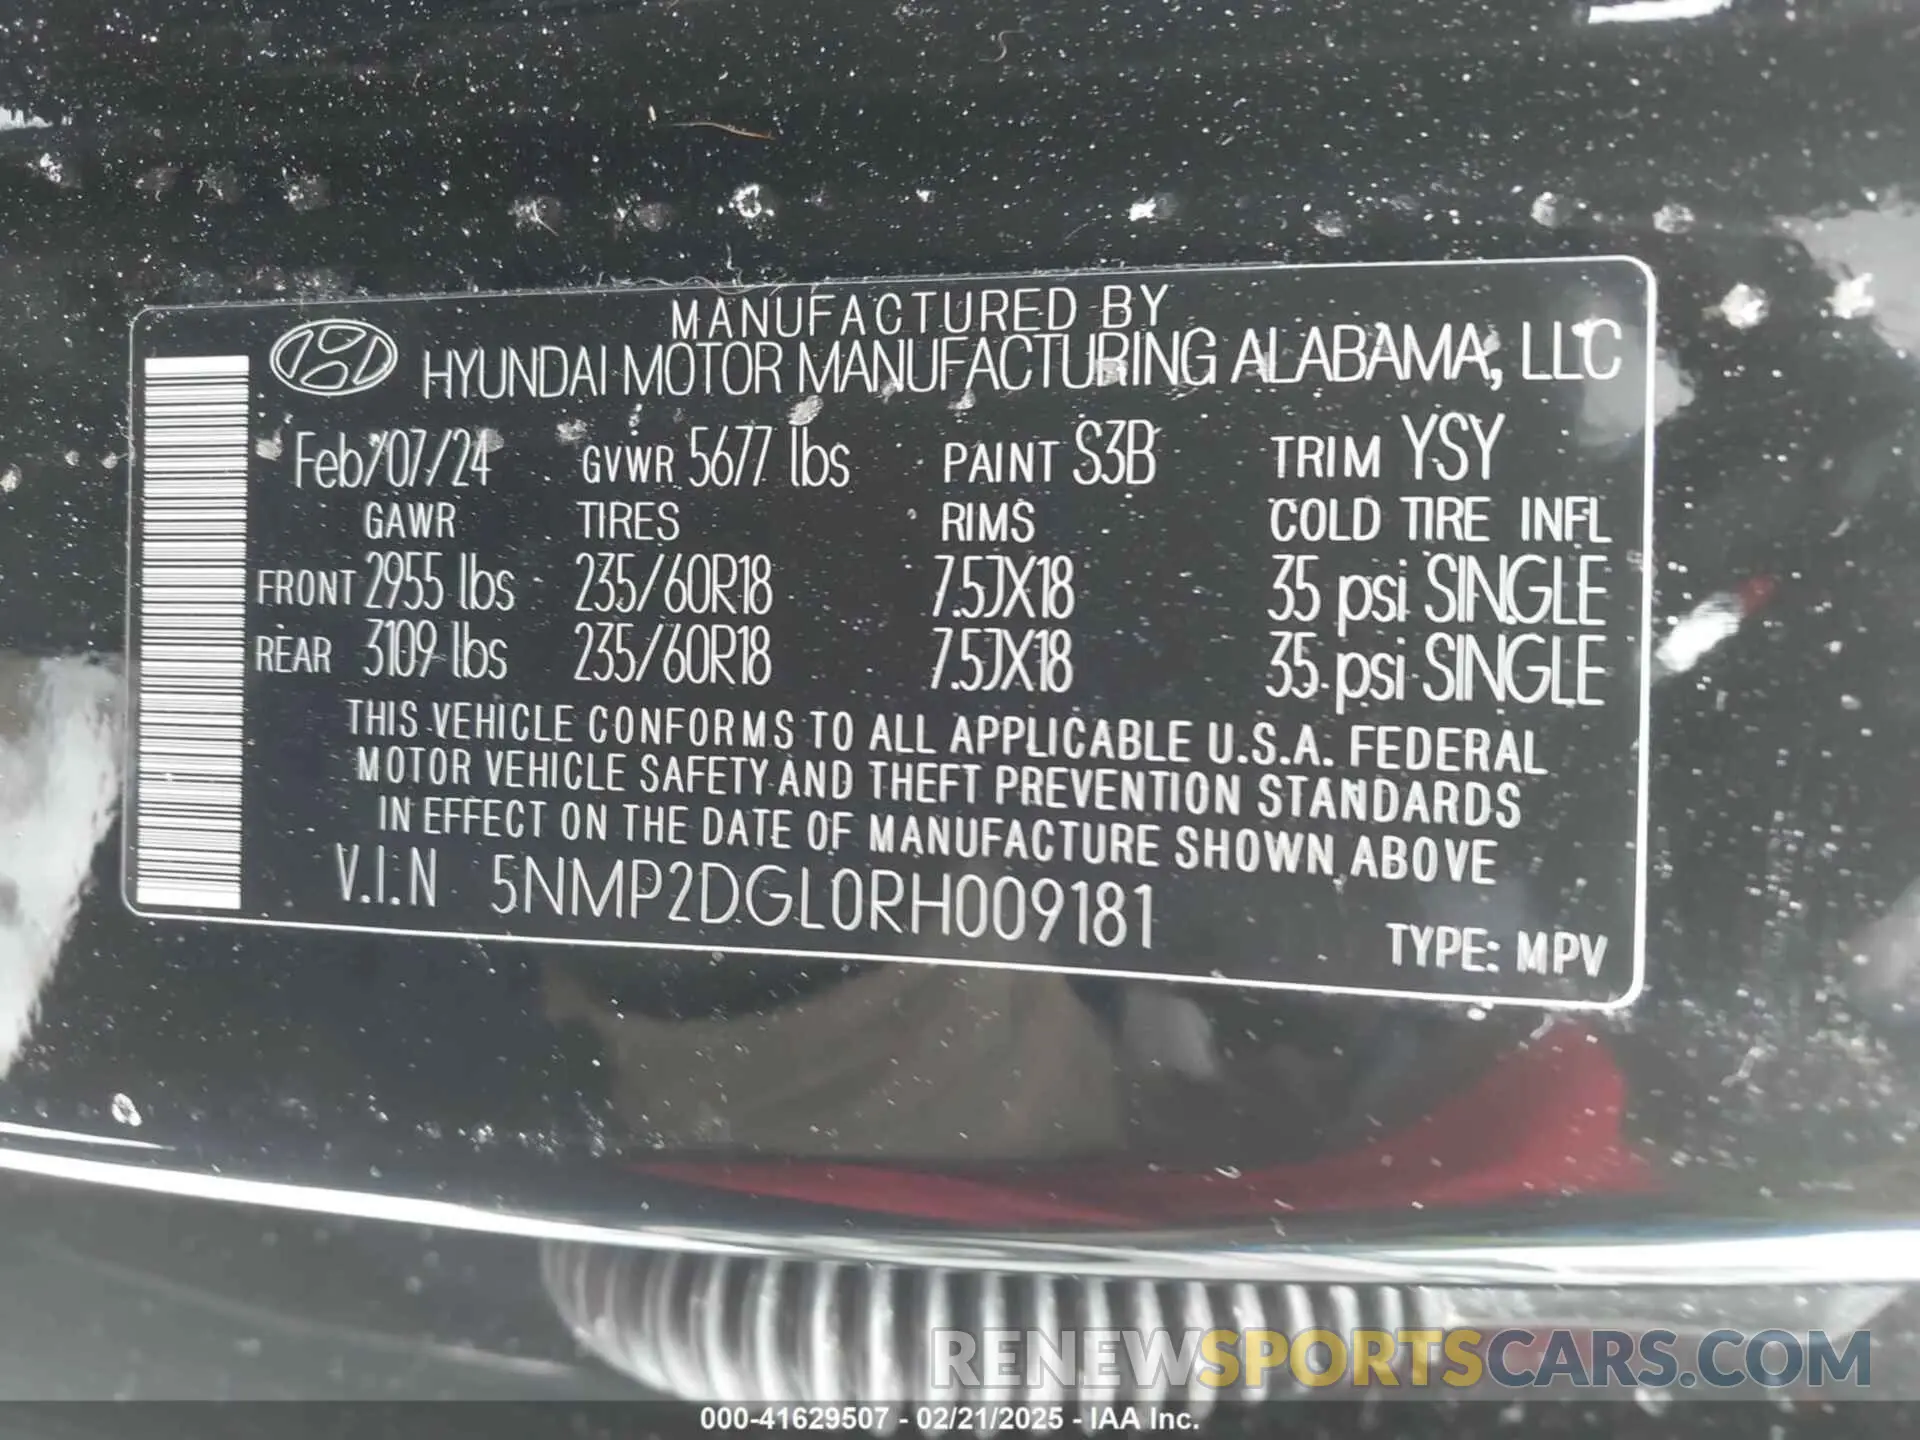 MANUFACTURED BY
HYUNDAI MOTOR MANUFACTURING ALABAMA, LLC
Feb/07/24 GVWR 5677 lbs PAINT S3B TRIM YSY
GAWR TIRES RIMS COLD TIRE INFL
FRONT 2955 lbs 235/60R18 7.5JX18 35 psi SINGLE
REAR 3109 lbs 235/60R18 7.5JX18 35 psi SINGLE
THIS VEHICLE CONFORMS TO ALL APPLICABLE U.S.A. FEDERAL
MOTOR VEHICLE SAFETY AND THEFT PREVENTION STANDARDS
IN EFFECT ON THE DATE OF MANUFACTURE SHOWN ABOVE
V.I.N 5NMP2DGL0RH009181
TYPE: MPV
RENEWSPORTSCARS.COM
000-41629507 - 02/21/2025 - IAA Inc.